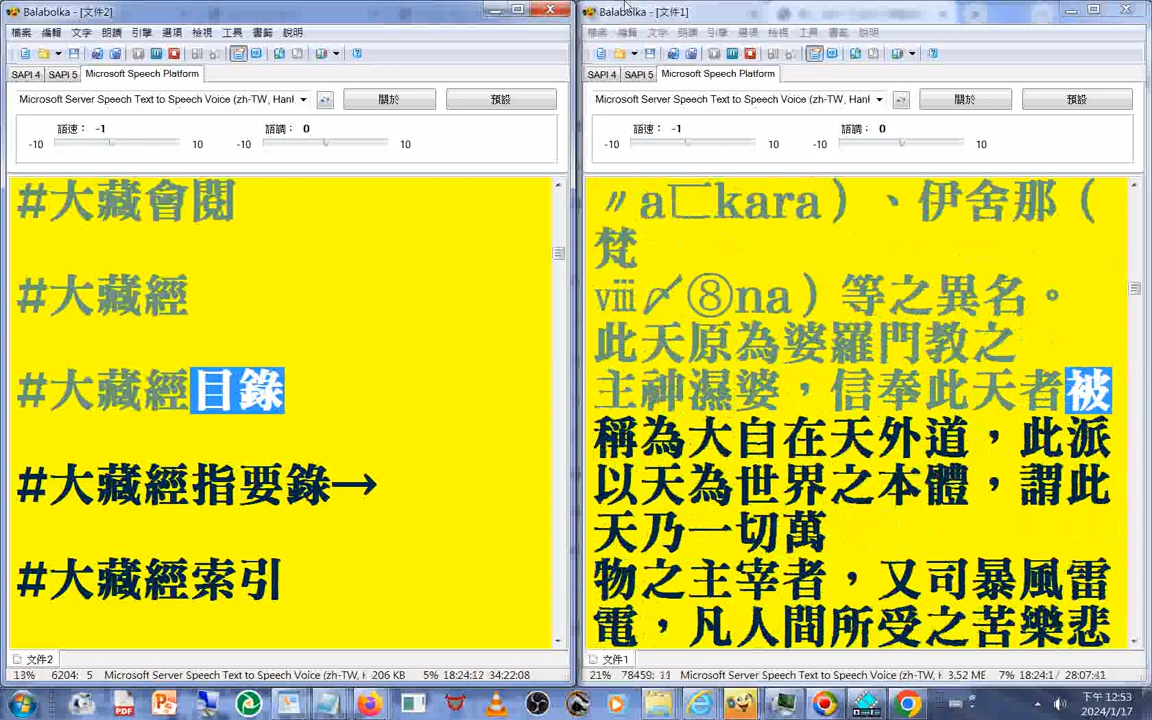 Balabolka - [文件2]
檔案 編輯 文字 朗讀 引擎 選項 檢視 工具 書籤 說明
SAPI 4 SAPI 5 Microsoft Speech Platform
Microsoft Server Speech Text to Speech Voice (zh-TW, Hanl
關於
預設
語速： -1
語調： 0
-10
10
-10
10
#大藏會閱
#大藏經
#大藏經目錄
#大藏經指要錄→
#大藏經索引
文件2
13%
6204: 5
Microsoft Server Speech Text to Speech Voice (zh-TW, H
206 KB
5%
18:24:12
34:22:08
Balabolka - [文件1]
檔案 編輯 文字 朗讀 引擎 選項 檢視 工具 書籤 說明
SAPI 4 SAPI 5 Microsoft Speech Platform
Microsoft Server Speech Text to Speech Voice (zh-TW, Hanl
關於
預設
語速： -1
語調： 0
-10
10
-10
10
〃a□kara）、伊舍那（
梵
ⅷ〆⑧na）等之異名。
此天原為婆羅門教之
主神濕婆，信奉此天者被
稱為大自在天外道，此派
以天為世界之本體，謂此
天乃一切萬
物之主宰者，又司暴風雷
電，凡人間所受之苦樂悲
文件1
21%
Microsoft Server Speech Text to Speech Voice (zh-TW, H
3.52 MB
7%
下午 12:53
2024/1/17